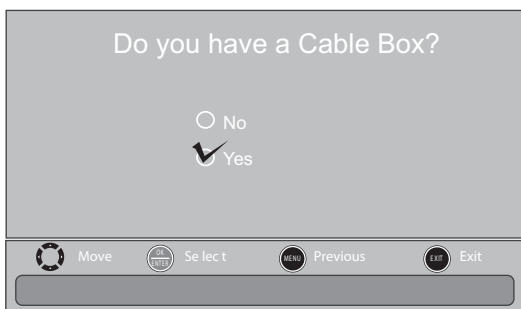 Do you have a Cable Box?
No
Yes
Move OK ENTER Se lec t MENU Previous EXIT Exit